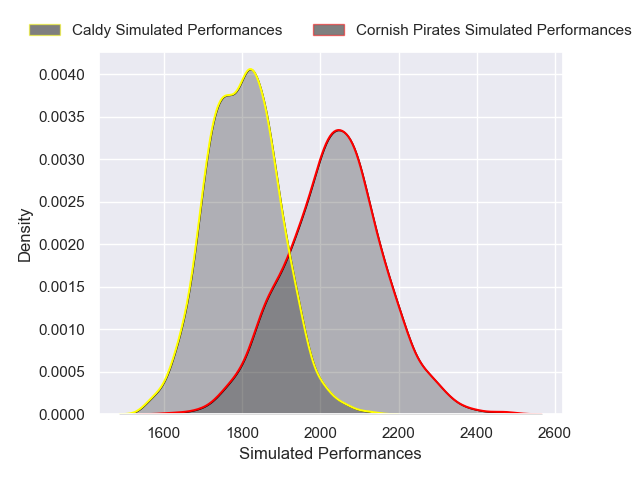 Caldy Simulated Performances
Cornish Pirates Simulated Performances
0.0040
0.0035
0.0030
0.0025
0.0020
0.0015
0.0010
0.0005
0.0000
Density
1600 1800 2000 2200 2400 2600
Simulated Performances